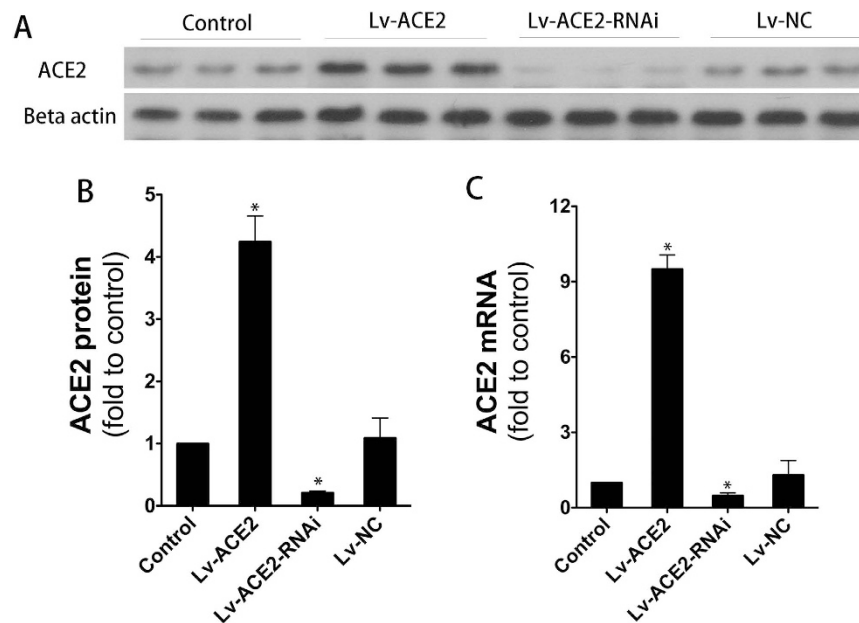 A
Control Lv-ACE2 Lv-ACE2-RNAi Lv-NC
ACE2
Beta actin
B
ACE2 protein
(fold to control)
5
4
3
2
1
0
*
*
Control
Lv-ACE2
Lv-ACE2-RNAi
Lv-NC
C
ACE2 mRNA
(fold to control)
12
9
6
3
0
*
*
Control
Lv-ACE2
Lv-ACE2-RNAi
Lv-NC